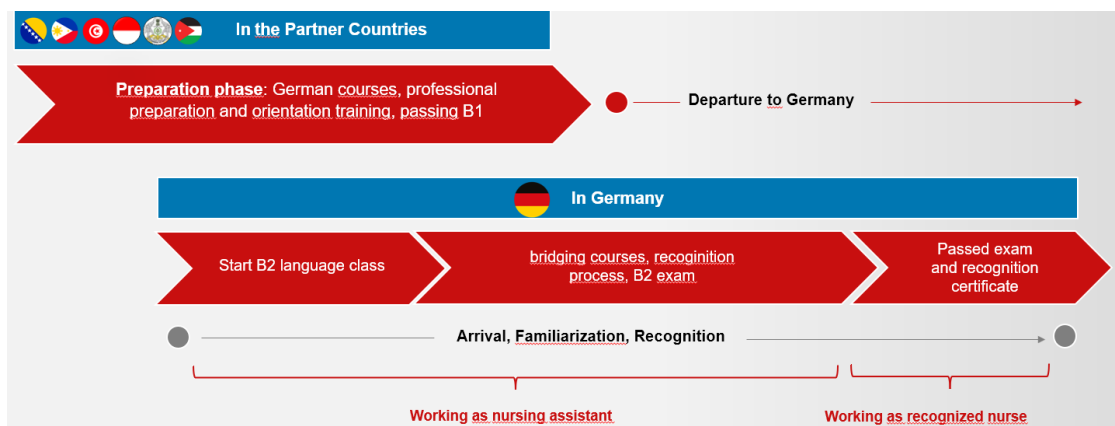 In the Partner Countries
Preparation phase: German courses, professional
preparation and orientation training, passing B1
Departure to Germany
In Germany
Start B2 language class
bridging courses, recoginition
process, B2 exam
Passed exam
and recognition
certificate
Arrival, Familiarization, Recognition
Working as nursing assistant
Working as recognized nurse